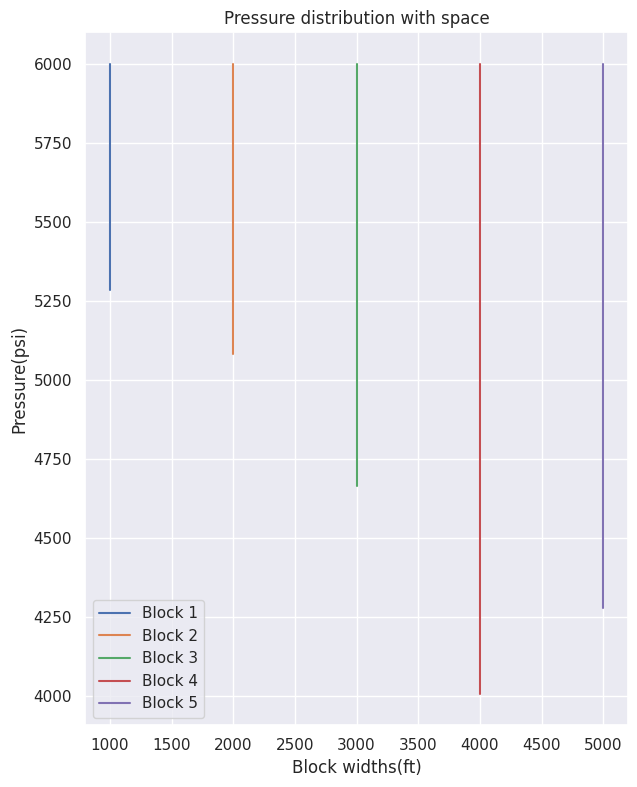 Pressure distribution with space
Pressure(psi)
6000
5750
5500
5250
5000
4750
4500
4250
4000
Block 1
Block 2
Block 3
Block 4
Block 5
1000 1500 2000 2500 3000 3500 4000 4500 5000
Block widths(ft)